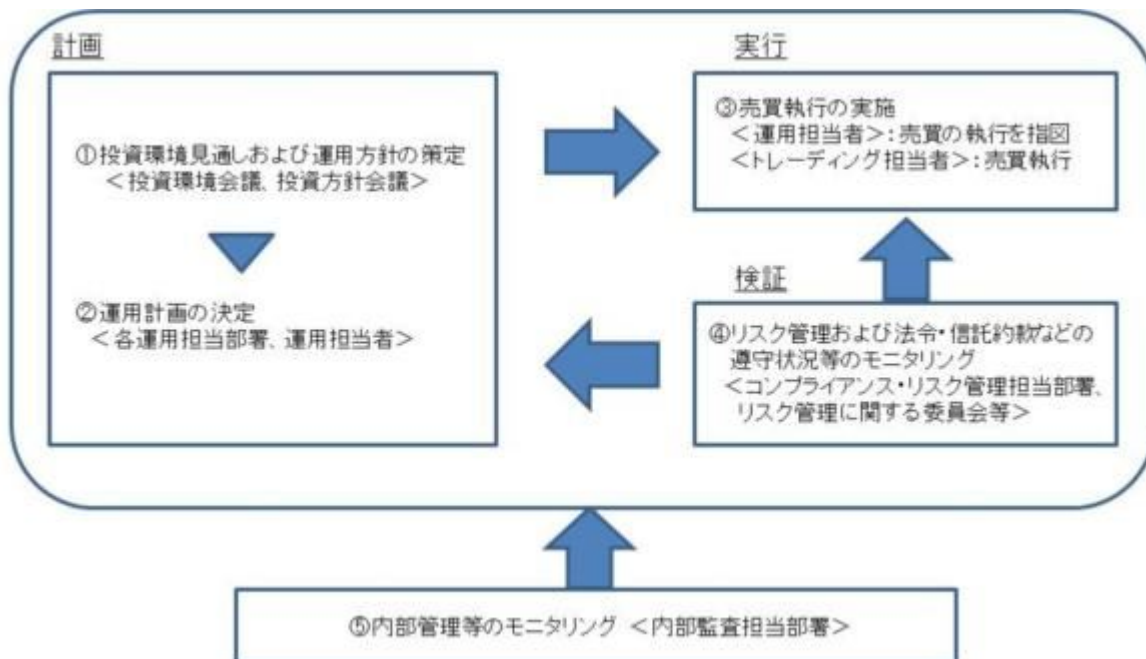 計画
①投資環境見通しおよび運用方針の策定
＜投資環境会議、投資方針会議＞
②運用計画の決定
＜各運用担当部署、運用担当者＞
実行
③売買執行の実施
＜運用担当者＞：売買の執行を指図
＜トレーディング担当者＞：売買執行
検証
④リスク管理および法令・信託約款などの
遵守状況等のモニタリング
＜コンプライアンス・リスク管理担当部署、
リスク管理に関する委員会等＞
⑤内部管理等のモニタリング ＜内部監査担当部署＞